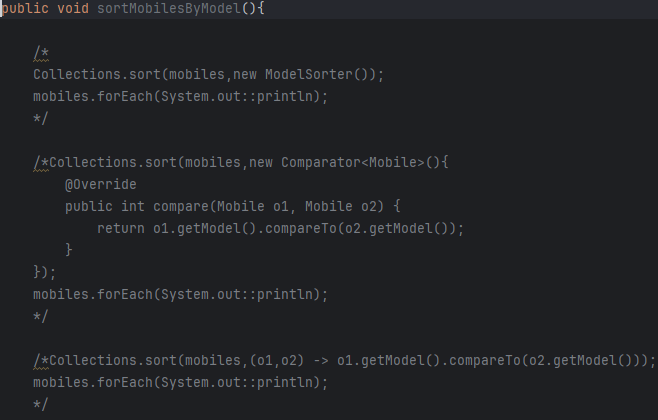 public void sortMobilesByModel(){
/*
Collections.sort(mobiles,new ModelSorter());
mobiles.forEach(System.out::println);
*/
/*Collections.sort(mobiles,new Comparator<Mobile>(){
@Override
public int compare(Mobile o1, Mobile o2) {
return o1.getModel().compareTo(o2.getModel());
}
});
mobiles.forEach(System.out::println);
*/
/*Collections.sort(mobiles,(o1,o2) -> o1.getModel().compareTo(o2.getModel()));
mobiles.forEach(System.out::println);
*/